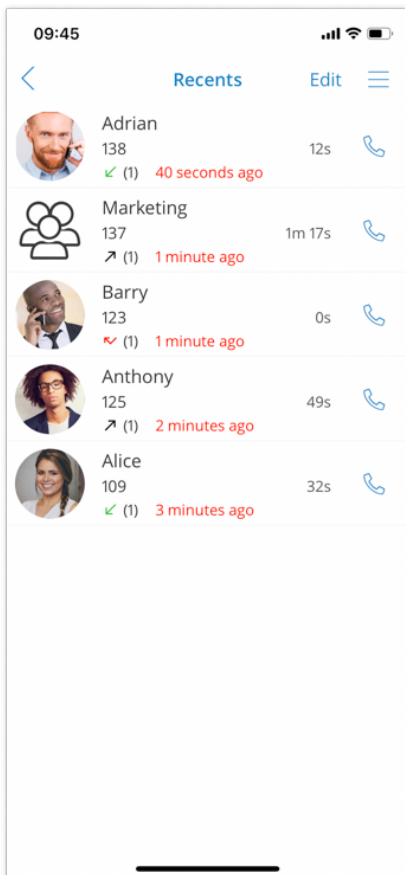 09:45
Recents Edit
Adrian
138 12s
(1) 40 seconds ago
Marketing
137 1m 17s
(1) 1 minute ago
Barry
123 0s
(1) 1 minute ago
Anthony
125 49s
(1) 2 minutes ago
Alice
109 32s
(1) 3 minutes ago